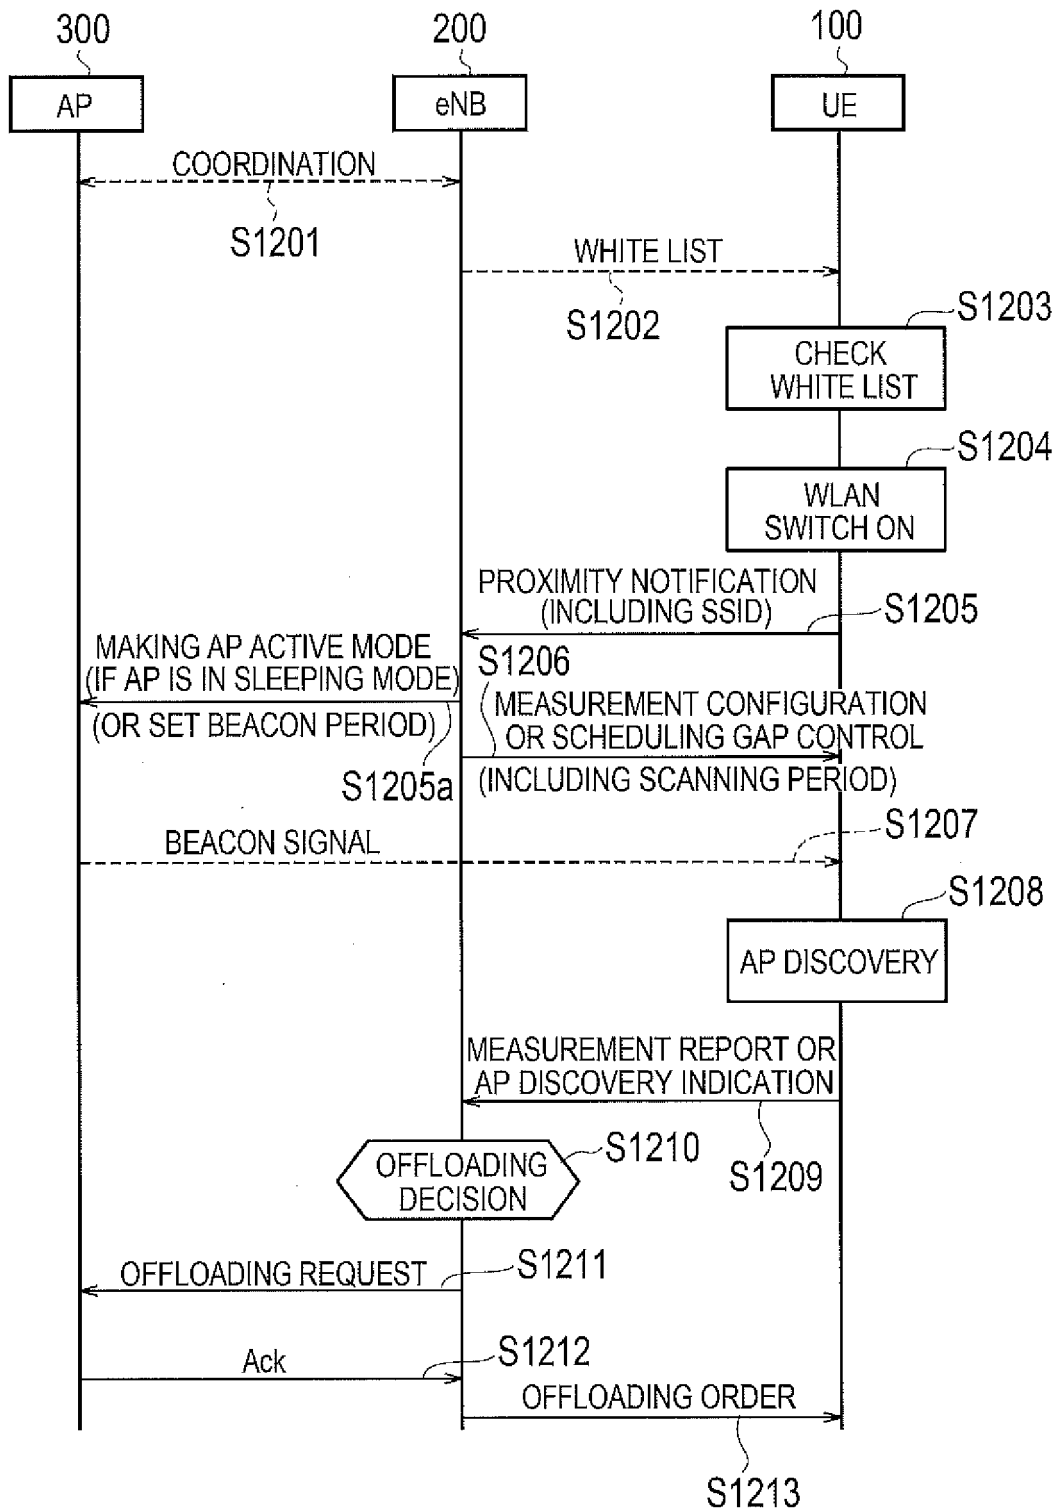 300
200
100
AP
eNB
UE
COORDINATION
S1201
WHITE LIST
S1202
S1203
CHECK
WHITE LIST
S1204
WLAN
SWITCH ON
PROXIMITY NOTIFICATION
(INCLUDING SSID)
S1205
MAKING AP ACTIVE MODE
(IF AP IS IN SLEEPING MODE)
(OR SET BEACON PERIOD)
S1205a
S1206
MEASUREMENT CONFIGURATION
OR SCHEDULING GAP CONTROL
(INCLUDING SCANNING PERIOD)
BEACON SIGNAL
S1207
S1208
AP DISCOVERY
MEASUREMENT REPORT OR
AP DISCOVERY INDICATION
S1209
OFFLOADING
DECISION
S1210
OFFLOADING REQUEST
S1211
Ack
S1212
OFFLOADING ORDER
S1213